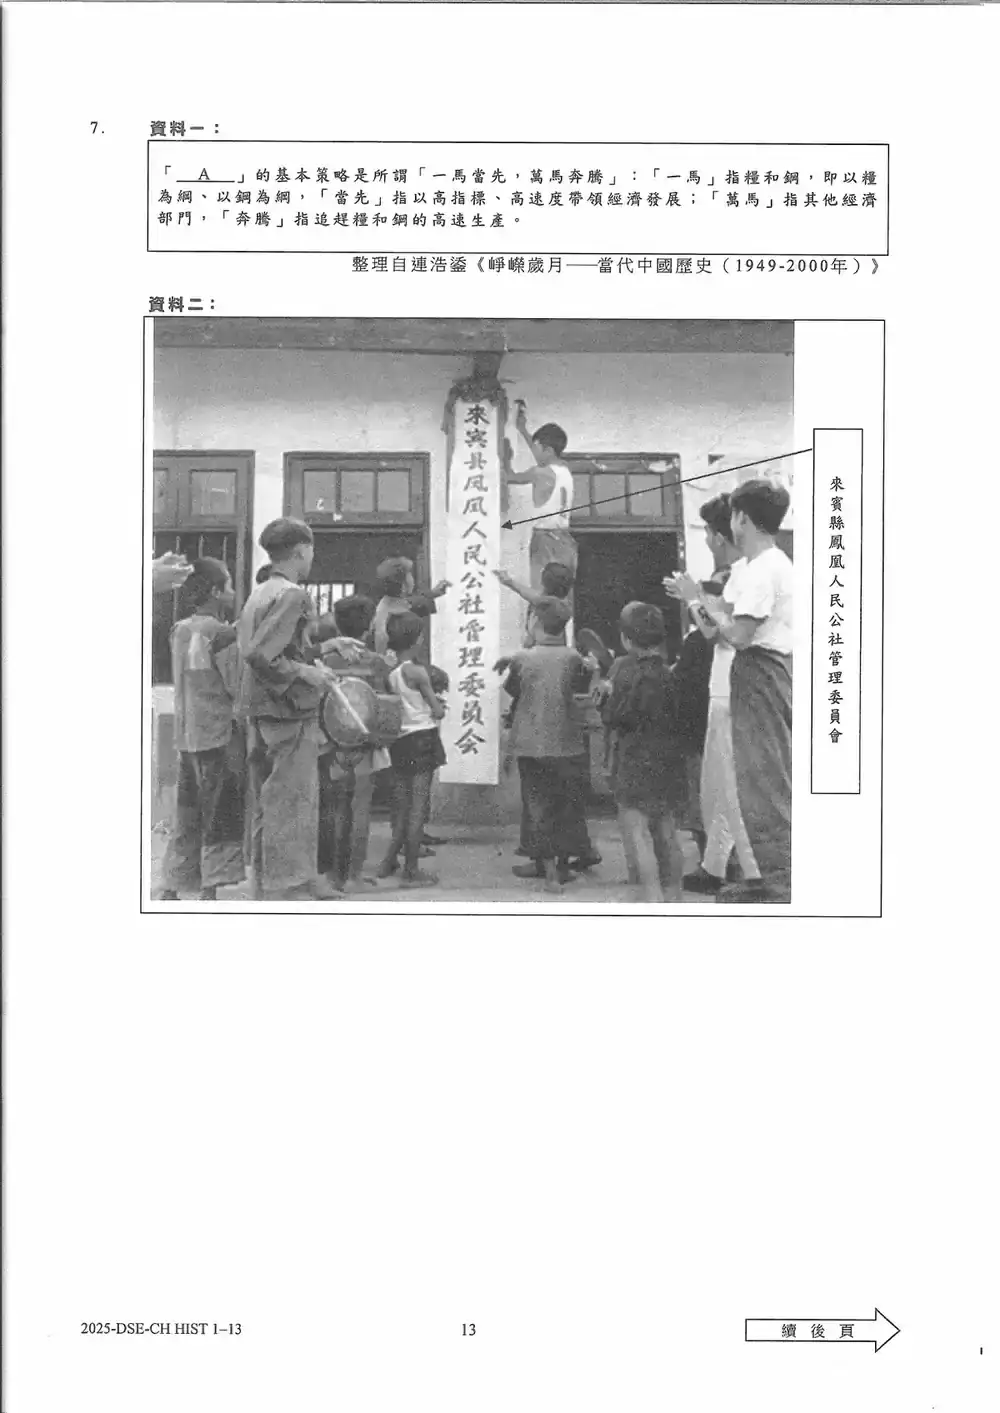 7.
資料一：
「 A 」的基本策略是所謂「一馬當先，萬馬奔騰」：「一馬」指糧和鋼，即以糧
為綱、以鋼為綱，「當先」指以高指標、高速度帶領經濟發展；「萬馬」指其他經濟
部門，「奔騰」指追趕糧和鋼的高速生產。
整理自連浩鋈《崢嶸歲月——當代中國歷史（1949-2000年）》
資料二：
來宾县凤凰人民公社管理委员会
來賓縣鳳凰人民公社管理委員會
2025-DSE-CH HIST 1–13
13
續後頁